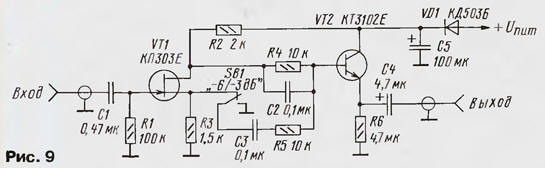 VT2 КТ3102Е
VD1 КД503Б
R2 2 к
+Uпит
VT1
КП303Е
R4 10 к
C5
100 мк
SB1
„-6/-3 дБ"
C4
4,7 мк
Вход
C2 0,1 мк
Выход
C1
0,47 мк
R1
100 к
R3
1,5 к
C3
0,1 мк
R5 10 к
R6
4,7 к
Рис. 9